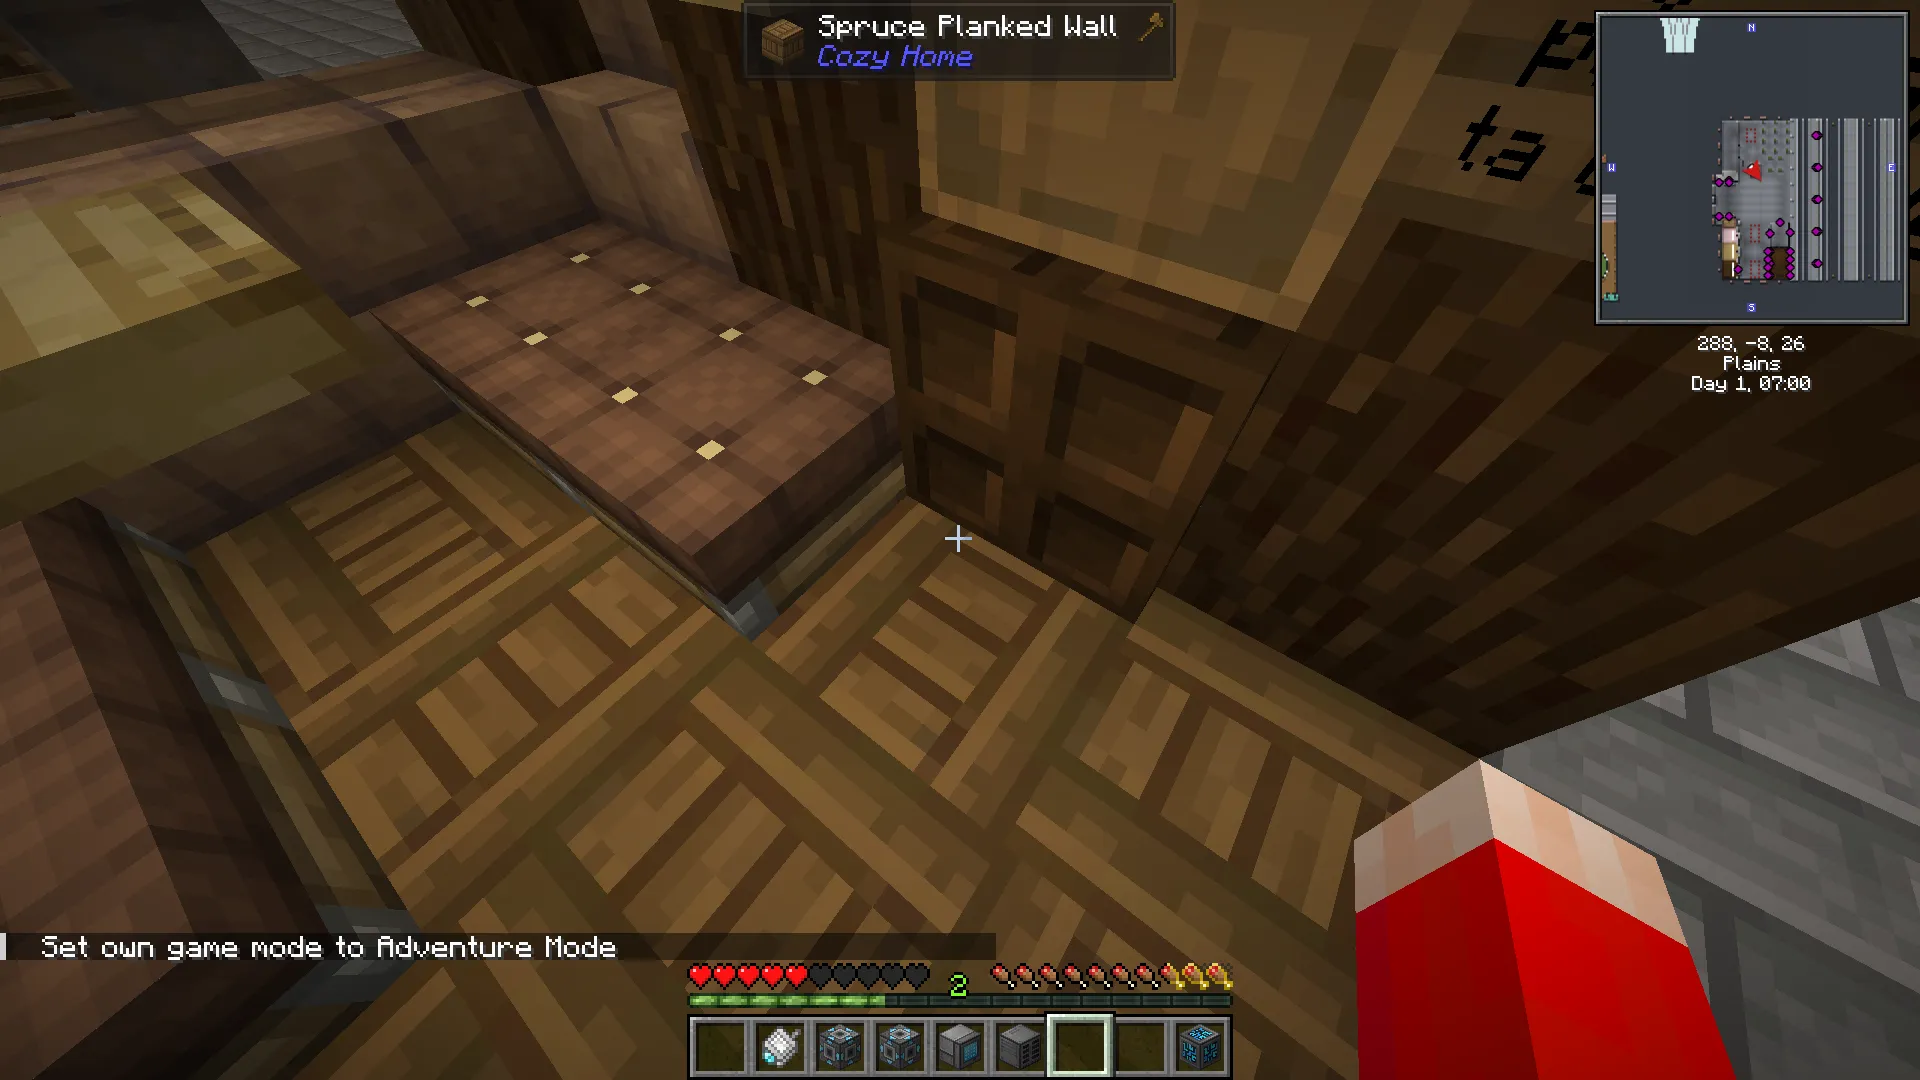 Spruce Planked Wall
Cozy Home
N
W
E
S
288, -8, 26
Plains
Day 1, 07:00
ta
Set own game mode to Adventure Mode
2